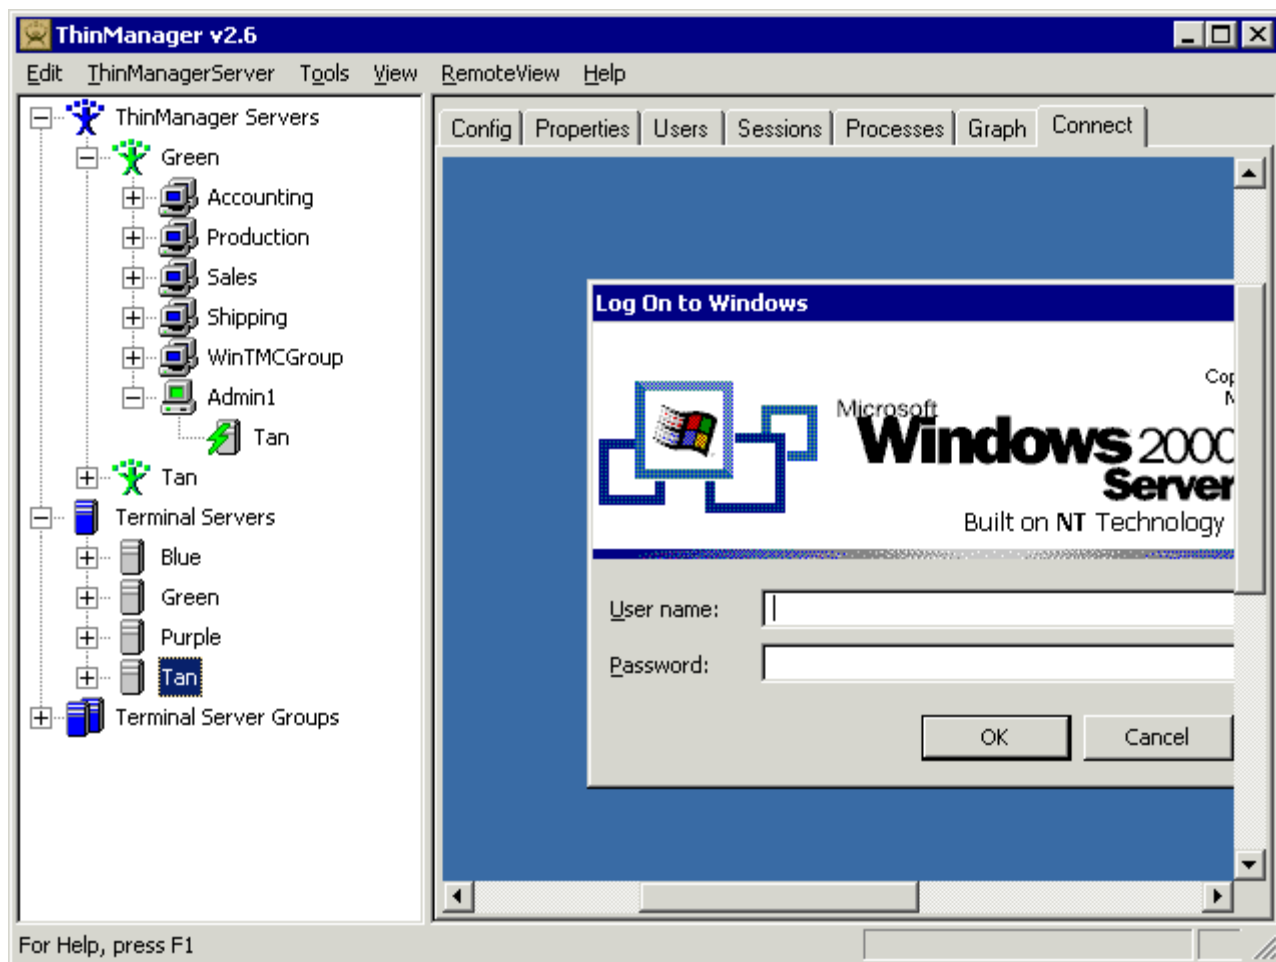 ThinManager v2.6
Edit ThinManagerServer Tools View RemoteView Help
ThinManager Servers
Green
Accounting
Production
Sales
Shipping
WinTMCGroup
Admin1
Tan
Tan
Terminal Servers
Blue
Green
Purple
Tan
Terminal Server Groups
Config Properties Users Sessions Processes Graph Connect
Log On to Windows
Microsoft
Windows 2000
Server
Built on NT Technology
User name:
Password:
OK Cancel
For Help, press F1